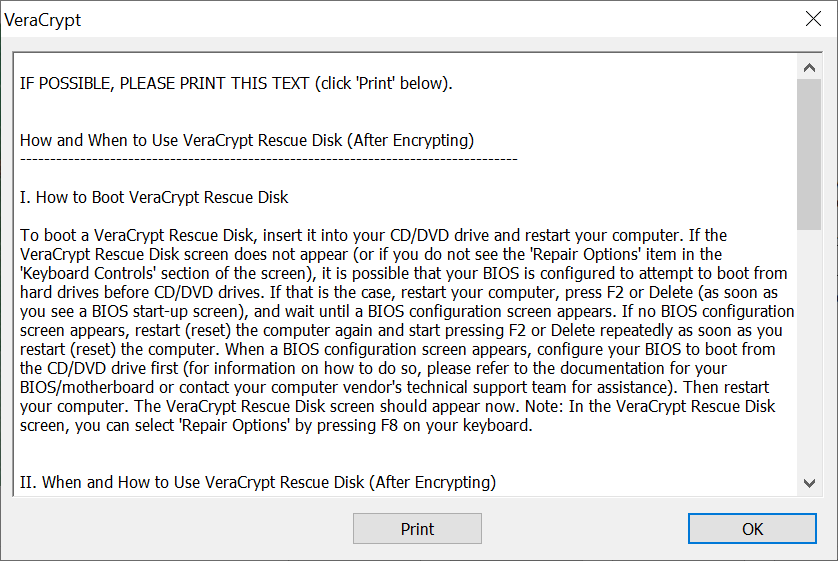 VeraCrypt
IF POSSIBLE, PLEASE PRINT THIS TEXT (click 'Print' below).
How and When to Use VeraCrypt Rescue Disk (After Encrypting)
-----------------------------------------------------------------------------------
I. How to Boot VeraCrypt Rescue Disk
To boot a VeraCrypt Rescue Disk, insert it into your CD/DVD drive and restart your computer. If the
VeraCrypt Rescue Disk screen does not appear (or if you do not see the 'Repair Options' item in the
'Keyboard Controls' section of the screen), it is possible that your BIOS is configured to attempt to boot from
hard drives before CD/DVD drives. If that is the case, restart your computer, press F2 or Delete (as soon as
you see a BIOS start-up screen), and wait until a BIOS configuration screen appears. If no BIOS configuration
screen appears, restart (reset) the computer again and start pressing F2 or Delete repeatedly as soon as you
restart (reset) the computer. When a BIOS configuration screen appears, configure your BIOS to boot from
the CD/DVD drive first (for information on how to do so, please refer to the documentation for your
BIOS/motherboard or contact your computer vendor's technical support team for assistance). Then restart
your computer. The VeraCrypt Rescue Disk screen should appear now. Note: In the VeraCrypt Rescue Disk
screen, you can select 'Repair Options' by pressing F8 on your keyboard.
II. When and How to Use VeraCrypt Rescue Disk (After Encrypting)
Print
OK